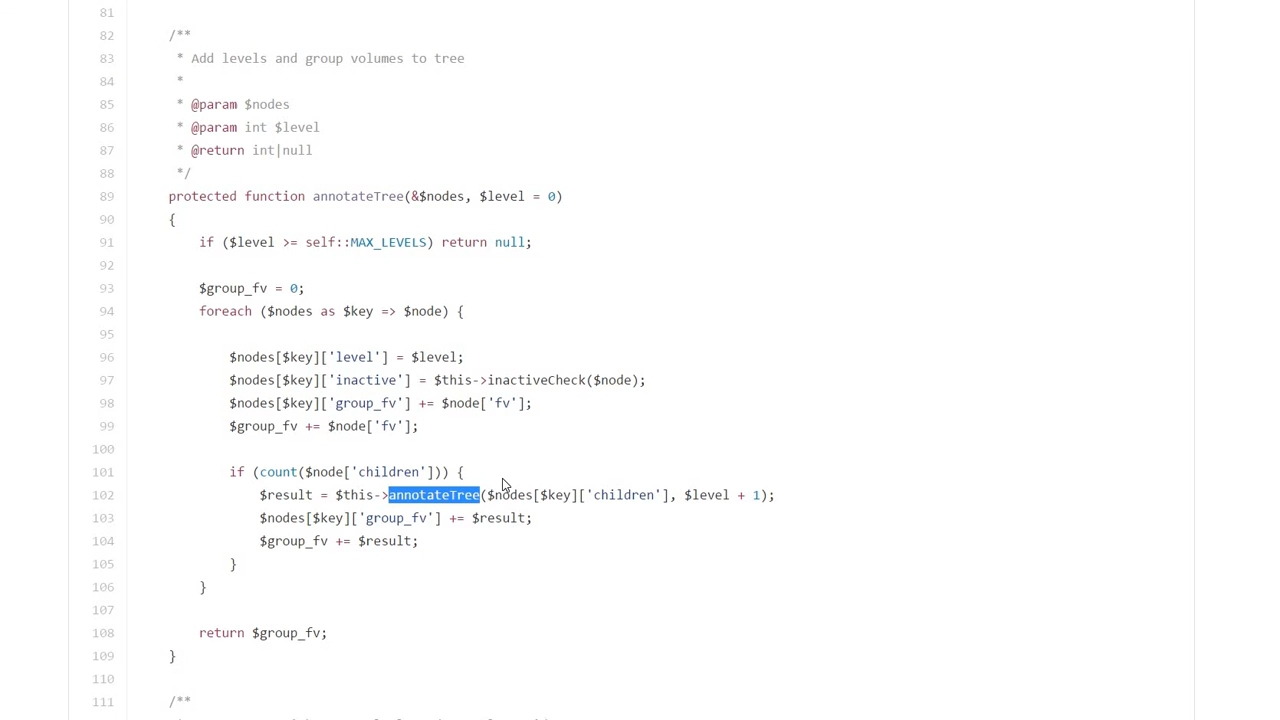 81
82 /**
83 * Add levels and group volumes to tree
84 *
85 * @param $nodes
86 * @param int $level
87 * @return int|null
88 */
89 protected function annotateTree(&$nodes, $level = 0)
90 {
91 if ($level >= self::MAX_LEVELS) return null;
92
93 $group_fv = 0;
94 foreach ($nodes as $key => $node) {
95
96 $nodes[$key]['level'] = $level;
97 $nodes[$key]['inactive'] = $this->inactiveCheck($node);
98 $nodes[$key]['group_fv'] += $node['fv'];
99 $group_fv += $node['fv'];
100
101 if (count($node['children'])) {
102 $result = $this->annotateTree($nodes[$key]['children'], $level + 1);
103 $nodes[$key]['group_fv'] += $result;
104 $group_fv += $result;
105 }
106 }
107
108 return $group_fv;
109 }
110
111 /**